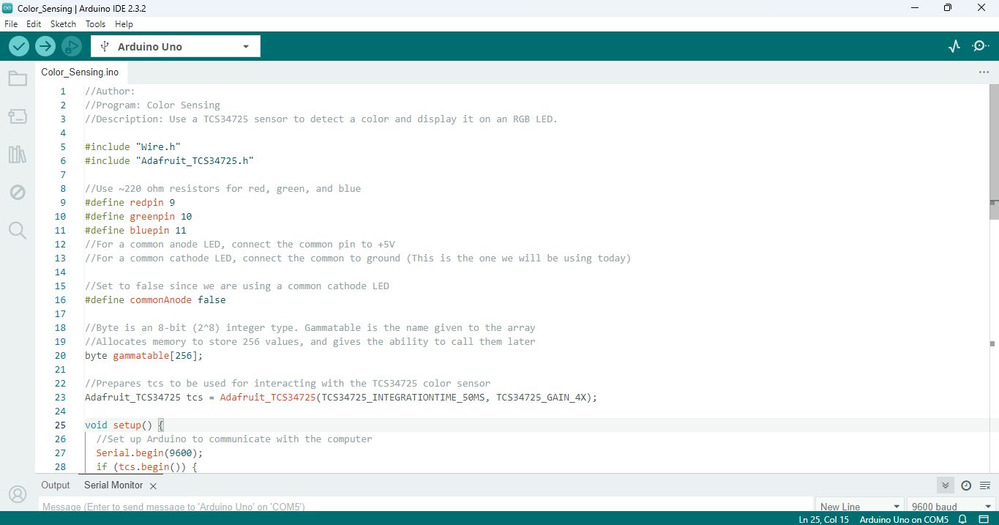 Color_Sensing | Arduino IDE 2.3.2
File Edit Sketch Tools Help
Arduino Uno
Color_Sensing.ino
1 //Author:
2 //Program: Color Sensing
3 //Description: Use a TCS34725 sensor to detect a color and display it on an RGB LED.
4
5 #include "Wire.h"
6 #include "Adafruit_TCS34725.h"
7
8 //Use ~220 ohm resistors for red, green, and blue
9 #define redpin 9
10 #define greenpin 10
11 #define bluepin 11
12 //For a common anode LED, connect the common pin to +5V
13 //For a common cathode LED, connect the common to ground (This is the one we will be using today)
14
15 //Set to false since we are using a common cathode LED
16 #define commonAnode false
17
18 //Byte is an 8-bit (2^8) integer type. Gammatable is the name given to the array
19 //Allocates memory to store 256 values, and gives the ability to call them later
20 byte gammatable[256];
21
22 //Prepares tcs to be used for interacting with the TCS34725 color sensor
23 Adafruit_TCS34725 tcs = Adafruit_TCS34725(TCS34725_INTEGRATIONTIME_50MS, TCS34725_GAIN_4X);
24
25 void setup() {
26 //Set up Arduino to communicate with the computer
27 Serial.begin(9600);
28 if (tcs.begin()) {
Output Serial Monitor
Message (Enter to send message to 'Arduino Uno' on 'COM5') New Line 9600 baud
Ln 25, Col 15 Arduino Uno on COM5